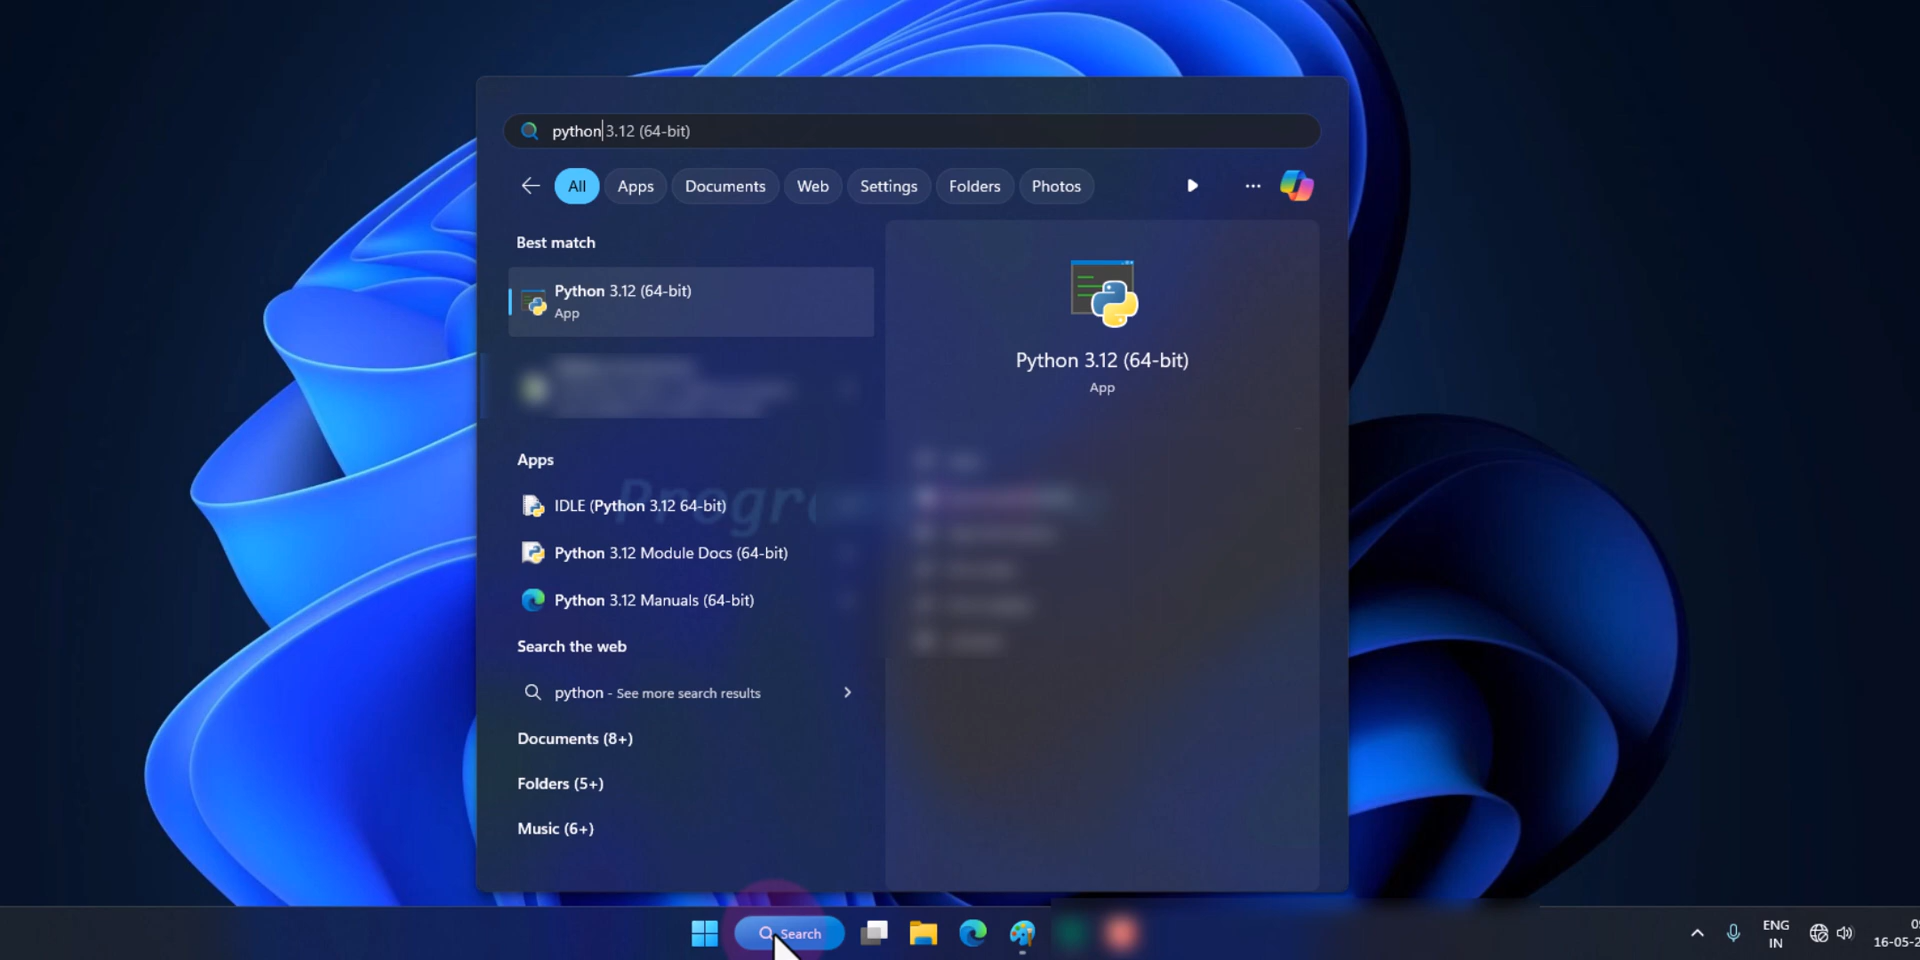 python 3.12 (64-bit)
All Apps Documents Web Settings Folders Photos
Best match
Python 3.12 (64-bit)
App
Python 3.12 (64-bit)
App
Apps
IDLE (Python 3.12 64-bit)
Python 3.12 Module Docs (64-bit)
Python 3.12 Manuals (64-bit)
Search the web
python - See more search results
Documents (8+)
Folders (5+)
Music (6+)
Search
ENG
IN